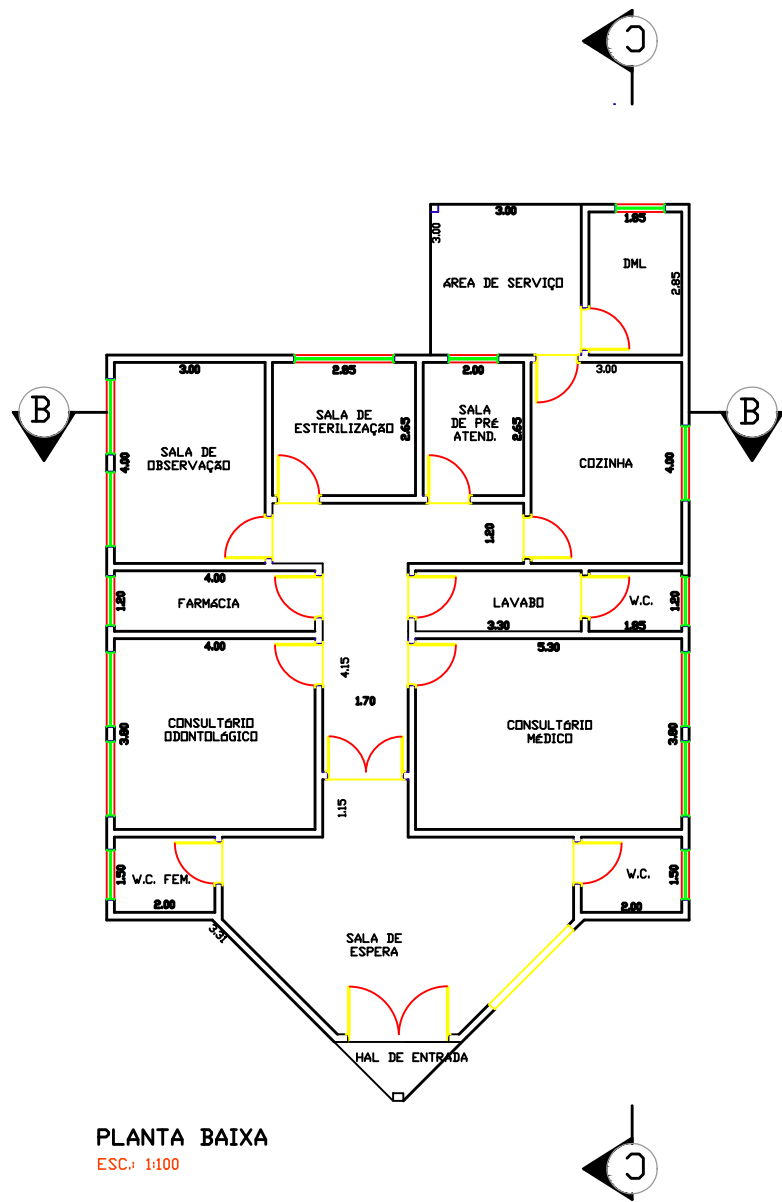 C
3.00
1.85
3.00
DML
ÁREA DE SERVIÇO
2.85
3.00
2.85
2.00
3.00
B
B
SALA DE
ESTERILIZAÇÃO
2.65
SALA
DE PRÉ
ATEND.
2.65
SALA DE
OBSERVAÇÃO
4.00
COZINHA
4.00
1.20
4.00
FARMÁCIA
1.20
LAVABO
3.30
W.C.
1.85
1.20
4.00
5.30
4.15
1.70
CONSULTÓRIO
ODONTOLÓGICO
3.80
CONSULTÓRIO
MÉDICO
3.80
1.15
1.50
W.C. FEM.
2.00
W.C.
1.50
2.00
3.31
SALA DE
ESPERA
HAL DE ENTRADA
PLANTA BAIXA
ESC.: 1:100
C